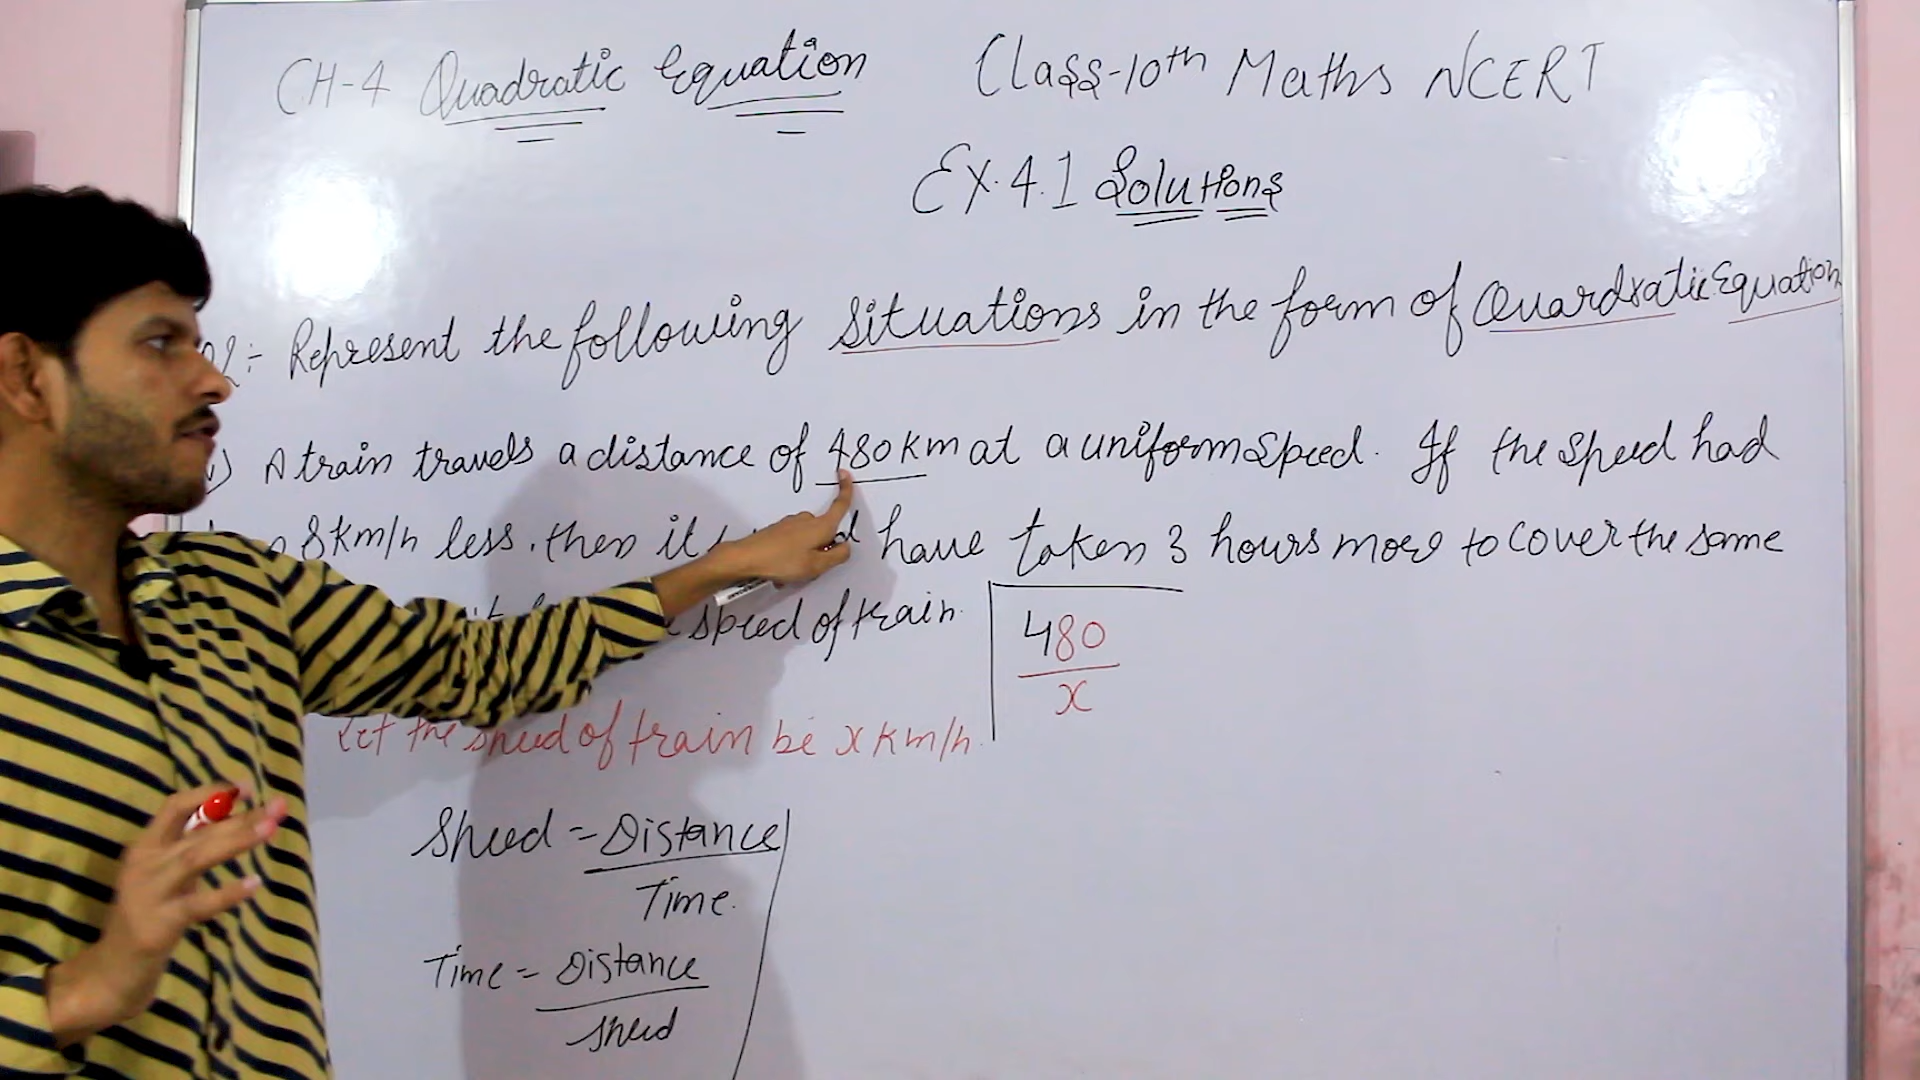 CH-4 Quadratic Equation Class-10th Maths NCERT
EX.4.1 Solutions
2:- Represent the following situations in the form of Quardratic Equation
A train travels a distance of 480 km at a uniform speed. If the speed had
8km/h less, then it have taken 3 hours more to cover the same
speed of train.
Let the speed of train be x km/h.
480
x
Speed = Distance
Time.
Time = Distance
speed